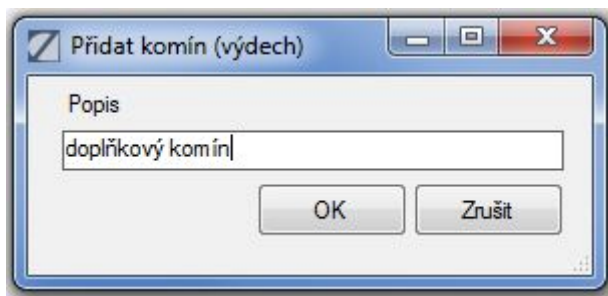 Přidat komín (výdech)
Popis
doplňkový komín
OK
Zrušit